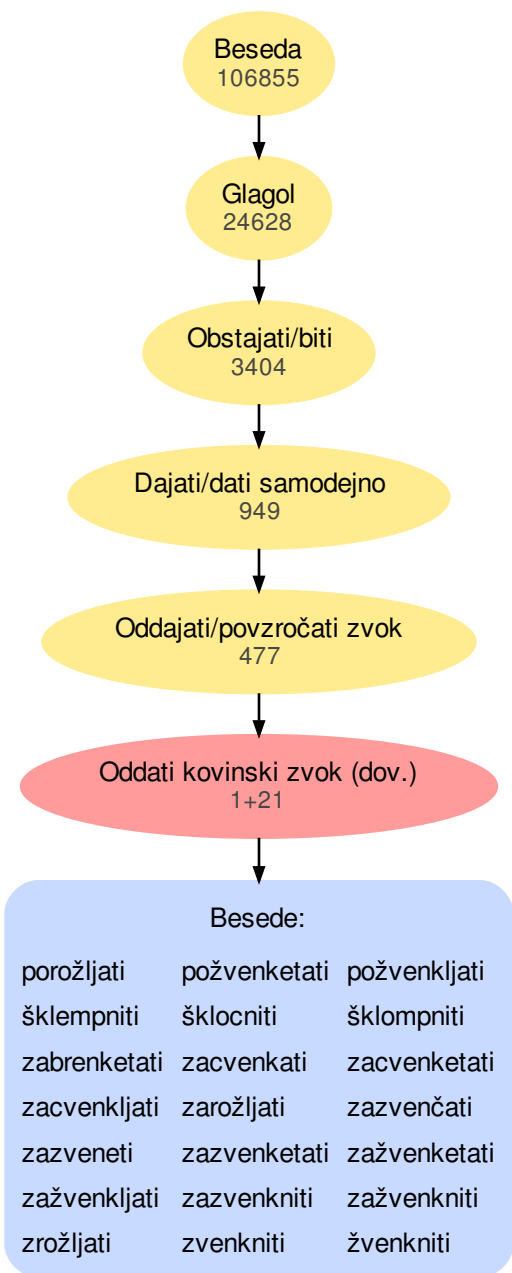 Beseda
106855
Glagol
24628
Obstajati/biti
3404
Dajati/dati samodejno
949
Oddajati/povzročati zvok
477
Oddati kovinski zvok (dov.)
1+21
Besede:
porožljati požvenketati požvenkljati
šklempniti šklocniti šklompniti
zabrenketati zacvenkati zacvenketati
zacvenkljati zarožljati zazvenčati
zazveneti zazvenketati zažvenketati
zažvenkljati zazvenkniti zažvenkniti
zrožljati zvenkniti žvenkniti